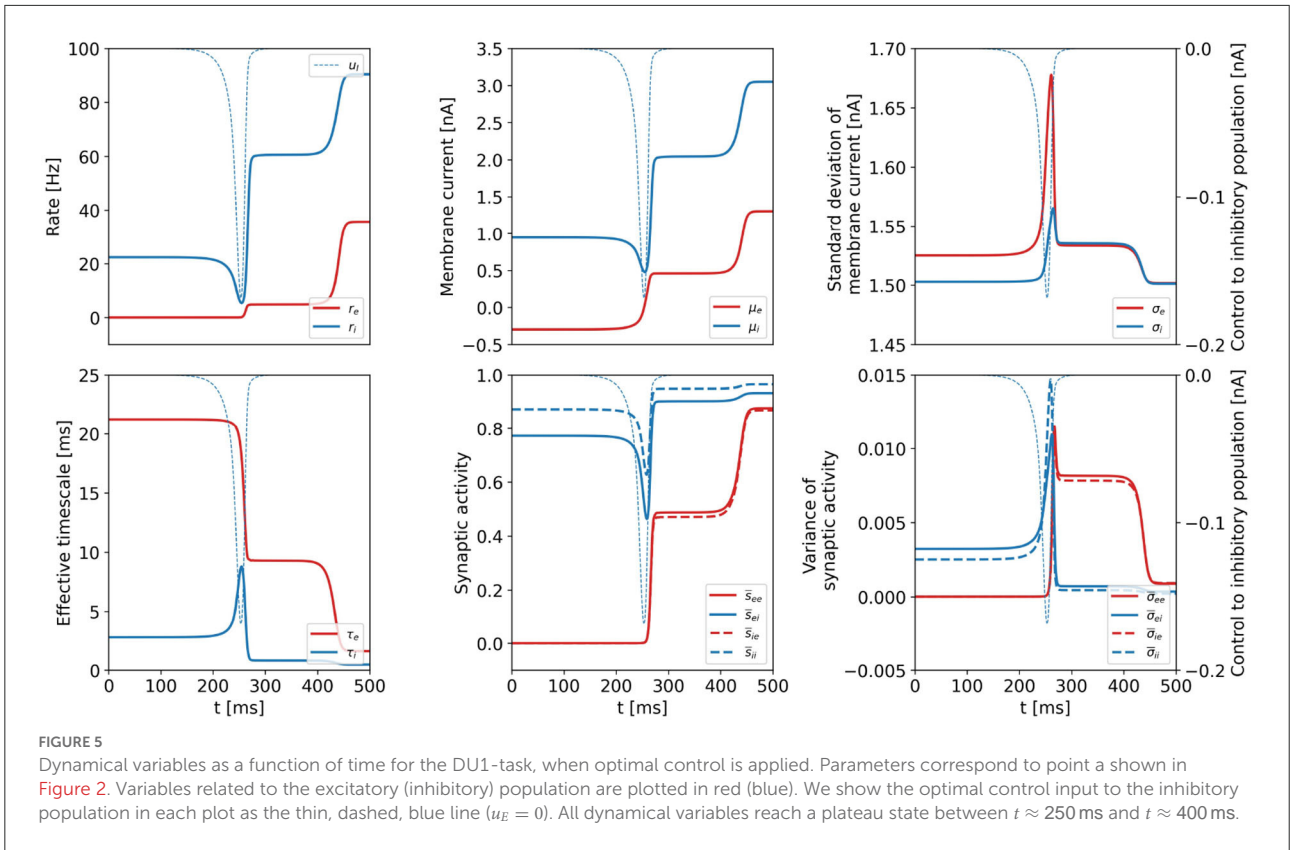 100
80
60
40
20
0
Rate [Hz]
u_I
r_e
r_i
3.5
3.0
2.5
2.0
1.5
1.0
0.5
0.0
−0.5
Membrane current [nA]
μ_e
μ_i
1.70
1.65
1.60
1.55
1.50
1.45
Standard deviation of
membrane current [nA]
σ_e
σ_i
0.0
−0.1
−0.2
Control to inhibitory population [nA]
25
20
15
10
5
0
Effective timescale [ms]
τ_e
τ_i
0 100 200 300 400 500
t [ms]
1.0
0.8
0.6
0.4
0.2
0.0
Synaptic activity
s̅_ee
s̅_ei
s̅_ie
s̅_ii
0 100 200 300 400 500
t [ms]
0.015
0.010
0.005
0.000
−0.005
Variance of
synaptic activity
σ̅_ee
σ̅_ei
σ̅_ie
σ̅_ii
0 100 200 300 400 500
t [ms]
0.0
−0.1
−0.2
Control to inhibitory population [nA]
FIGURE 5
Dynamical variables as a function of time for the DU1-task, when optimal control is applied. Parameters correspond to point a shown in
Figure 2. Variables related to the excitatory (inhibitory) population are plotted in red (blue). We show the optimal control input to the inhibitory
population in each plot as the thin, dashed, blue line (u_E = 0). All dynamical variables reach a plateau state between t ≈ 250 ms and t ≈ 400 ms.